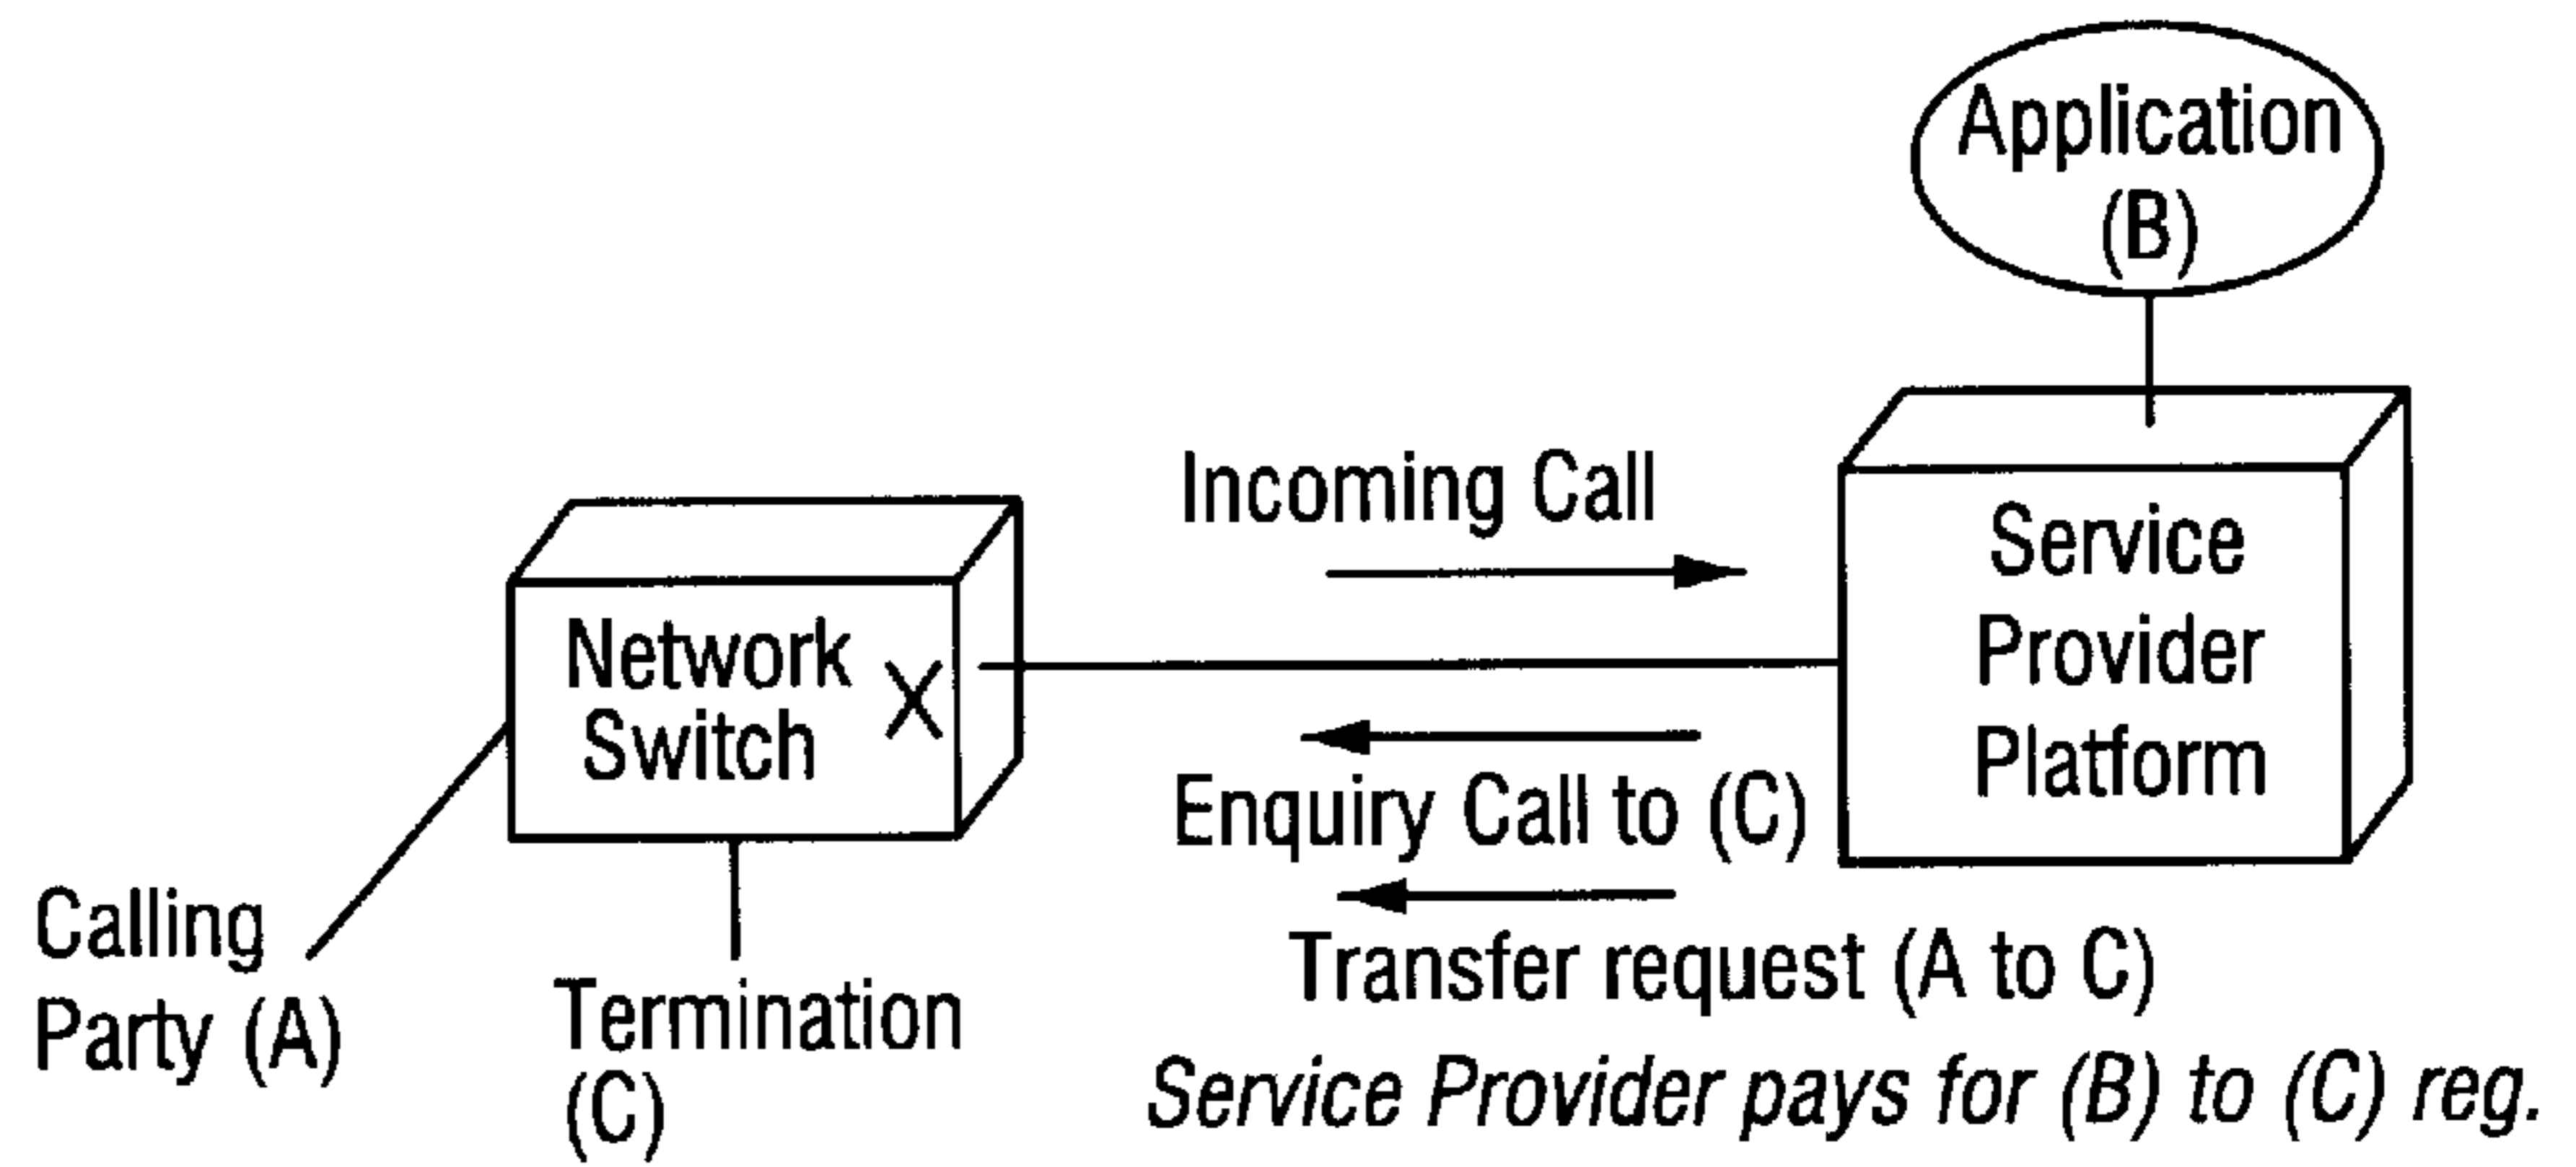 Application
(B)
Incoming Call
Service
Provider
Platform
Network
Switch
X
Enquiry Call to (C)
Transfer request (A to C)
Calling
Party (A)
Termination
(C)
Service Provider pays for (B) to (C) reg.